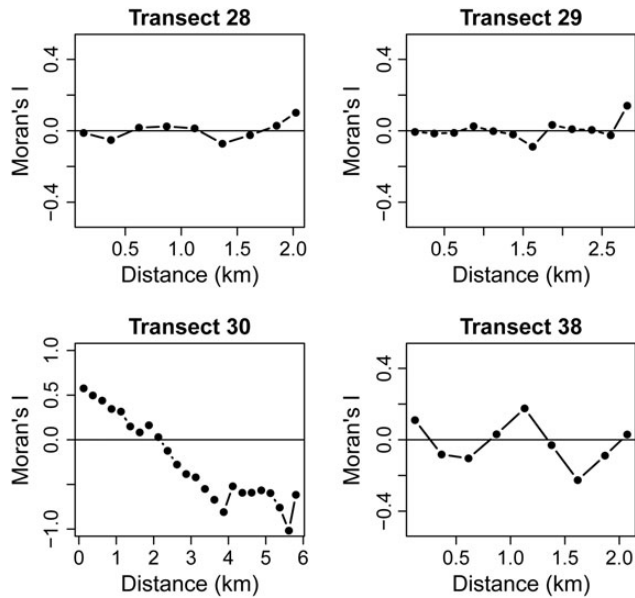 Transect 28
Moran's I
0.4
0.0
−0.4
0.5 1.0 1.5 2.0
Distance (km)
Transect 29
Moran's I
0.4
0.0
−0.4
0.5 1.5 2.5
Distance (km)
Transect 30
Moran's I
1.0
0.5
0.0
-1.0
0 1 2 3 4 5 6
Distance (km)
Transect 38
Moran's I
0.4
0.0
−0.4
0.5 1.0 1.5 2.0
Distance (km)